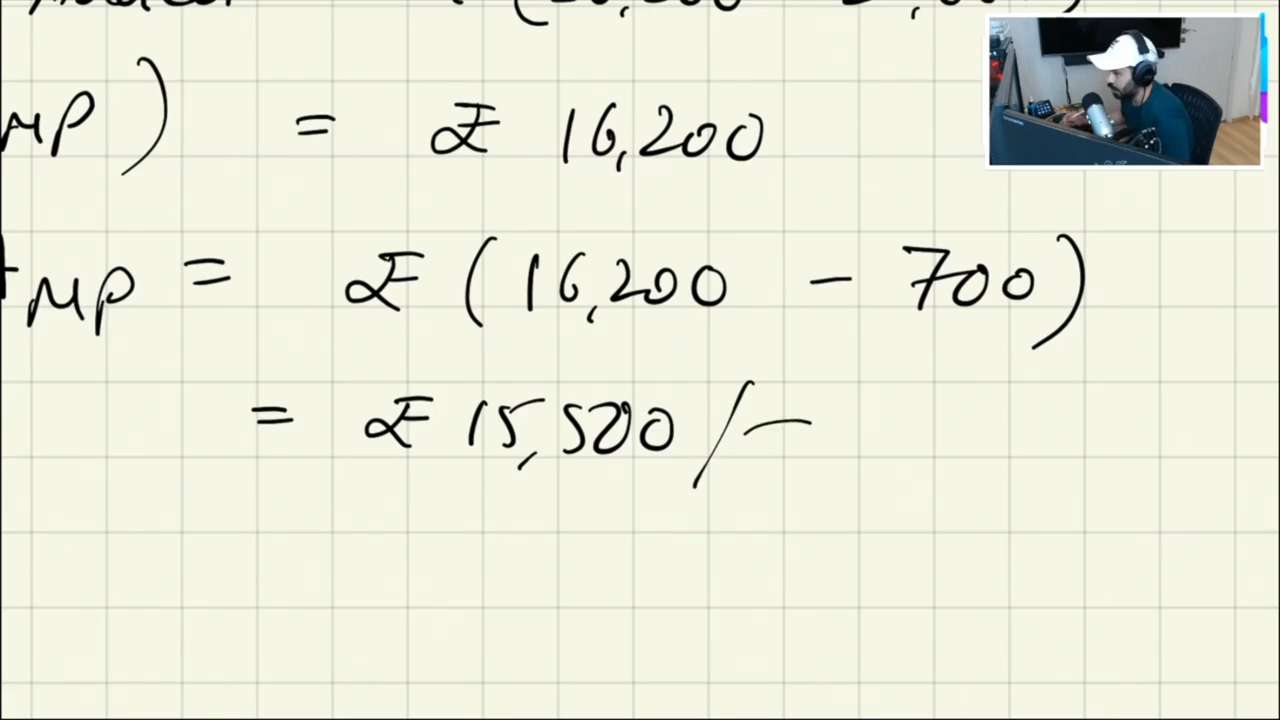 MP) = ₹ 16,200
MP = ₹ (16,200 - 700)
= ₹ 15,500/-